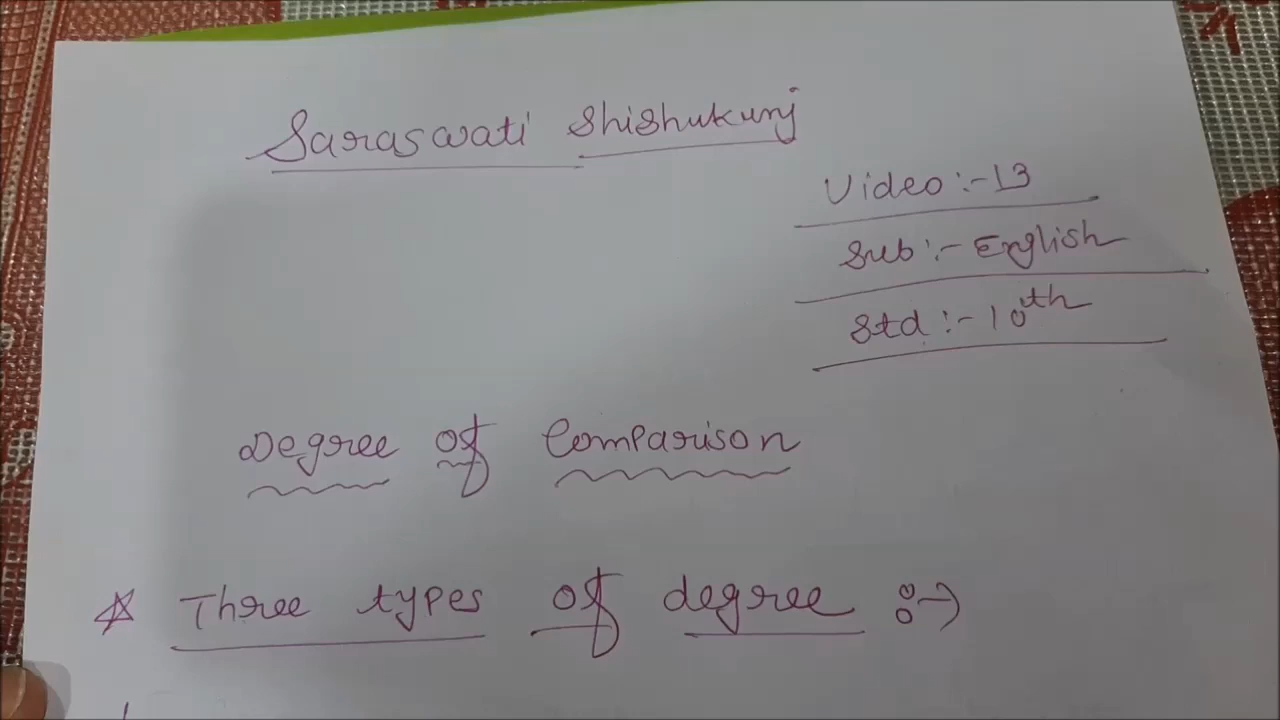 Saraswati Shishukunj
Video :- 13
Sub :- English
Std :- 10th
Degree of Comparison
☆ Three types of degree :→